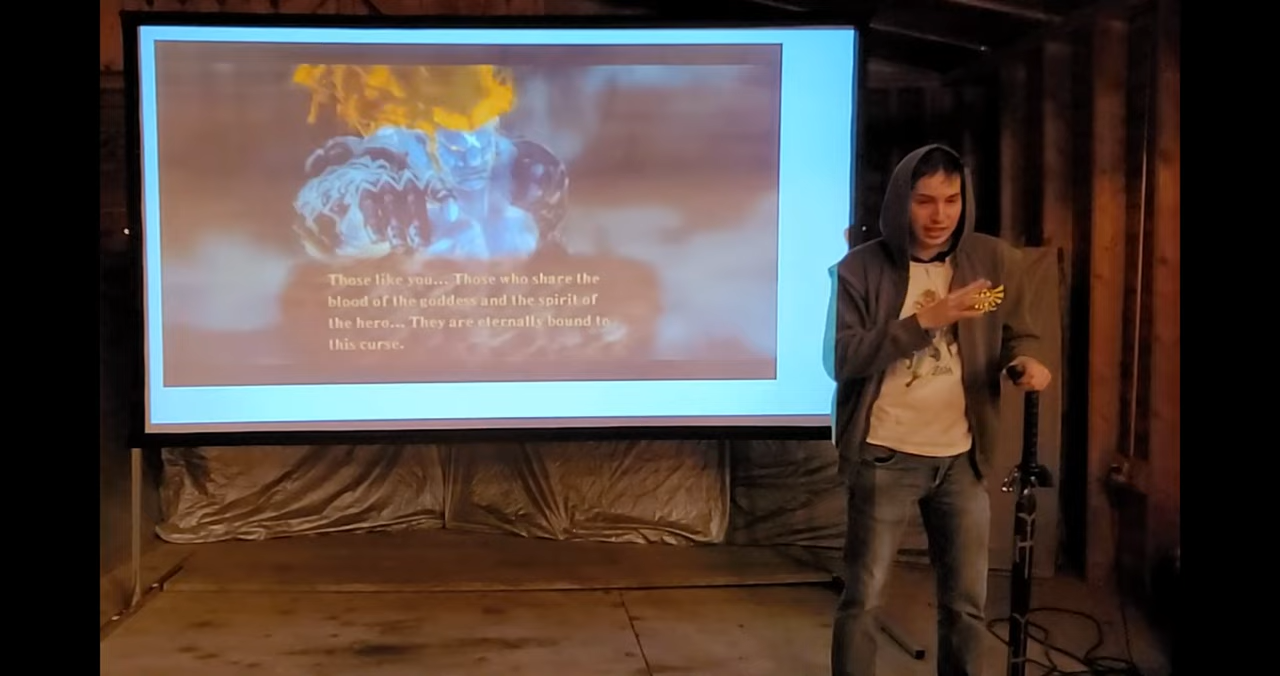 Those like you... Those who share the
blood of the goddess and the spirit of
the hero... They are eternally bound to
this curse.
Zelda